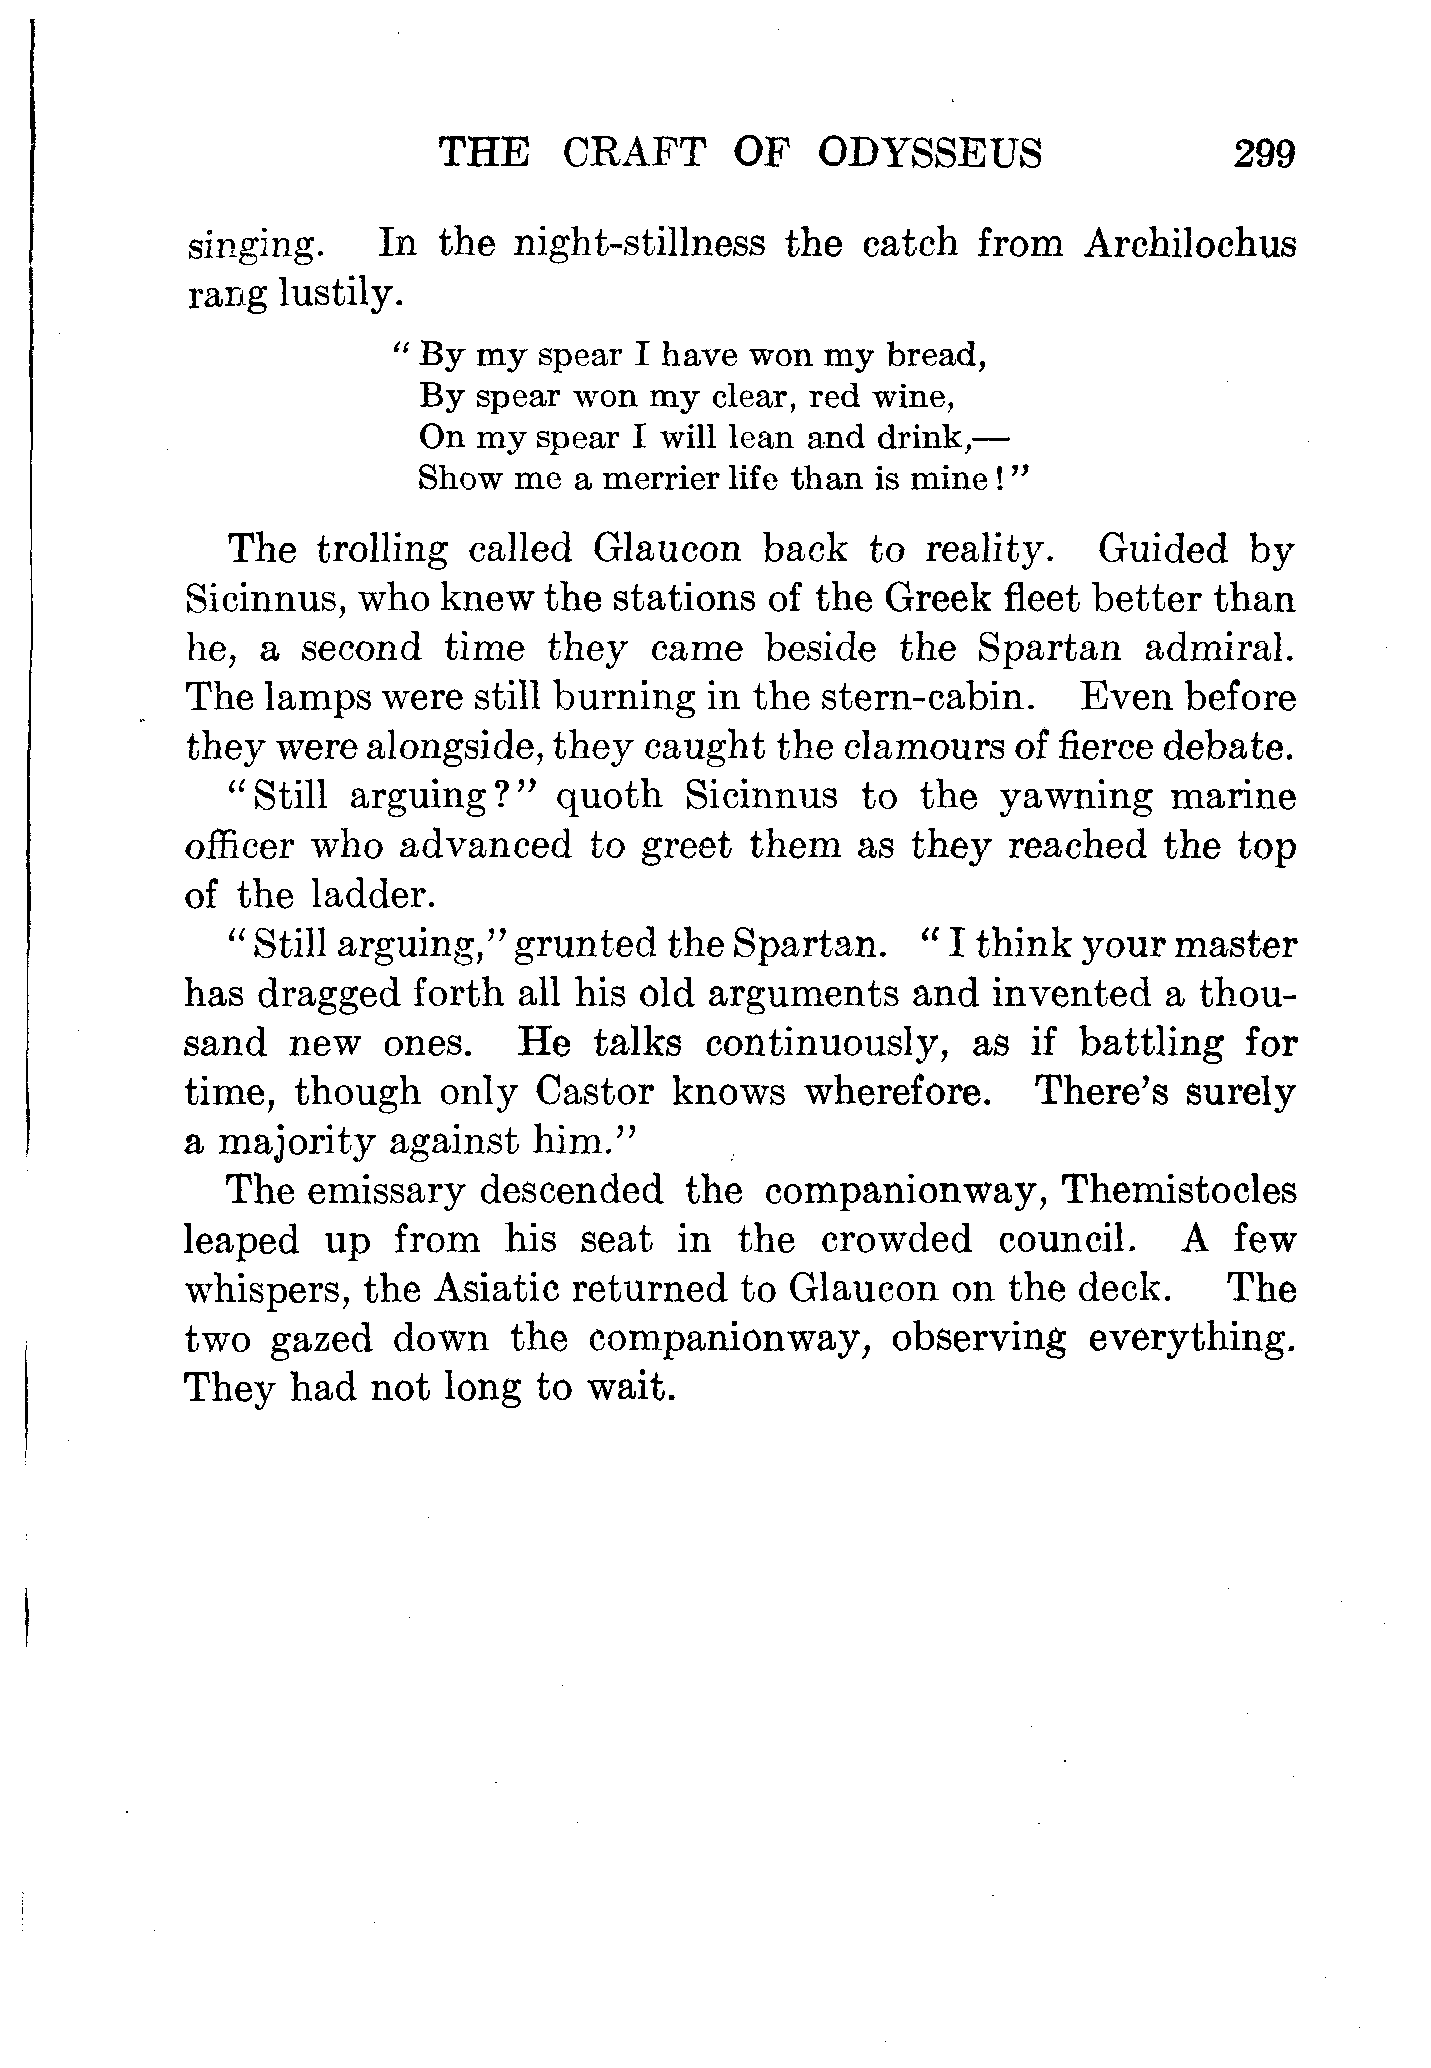 THE CRAFT OF ODYSSEUS 299
singing. In the night-stillness the catch from Archilochus
rang lustily.
“By my spear I have won my bread,
By spear won my clear, red wine,
On my spear I will lean and drink,—
Show me a merrier life than is mine!”
The trolling called Glaucon back to reality. Guided by
Sicinnus, who knew the stations of the Greek fleet better than
he, a second time they came beside the Spartan admiral.
The lamps were still burning in the stern-cabin. Even before
they were alongside, they caught the clamours of fierce debate.
“Still arguing?” quoth Sicinnus to the yawning marine
officer who advanced to greet them as they reached the top
of the ladder.
“Still arguing,” grunted the Spartan. “I think your master
has dragged forth all his old arguments and invented a thou-
sand new ones. He talks continuously, as if battling for
time, though only Castor knows wherefore. There’s surely
a majority against him.”
The emissary descended the companionway, Themistocles
leaped up from his seat in the crowded council. A few
whispers, the Asiatic returned to Glaucon on the deck. The
two gazed down the companionway, observing everything.
They had not long to wait.